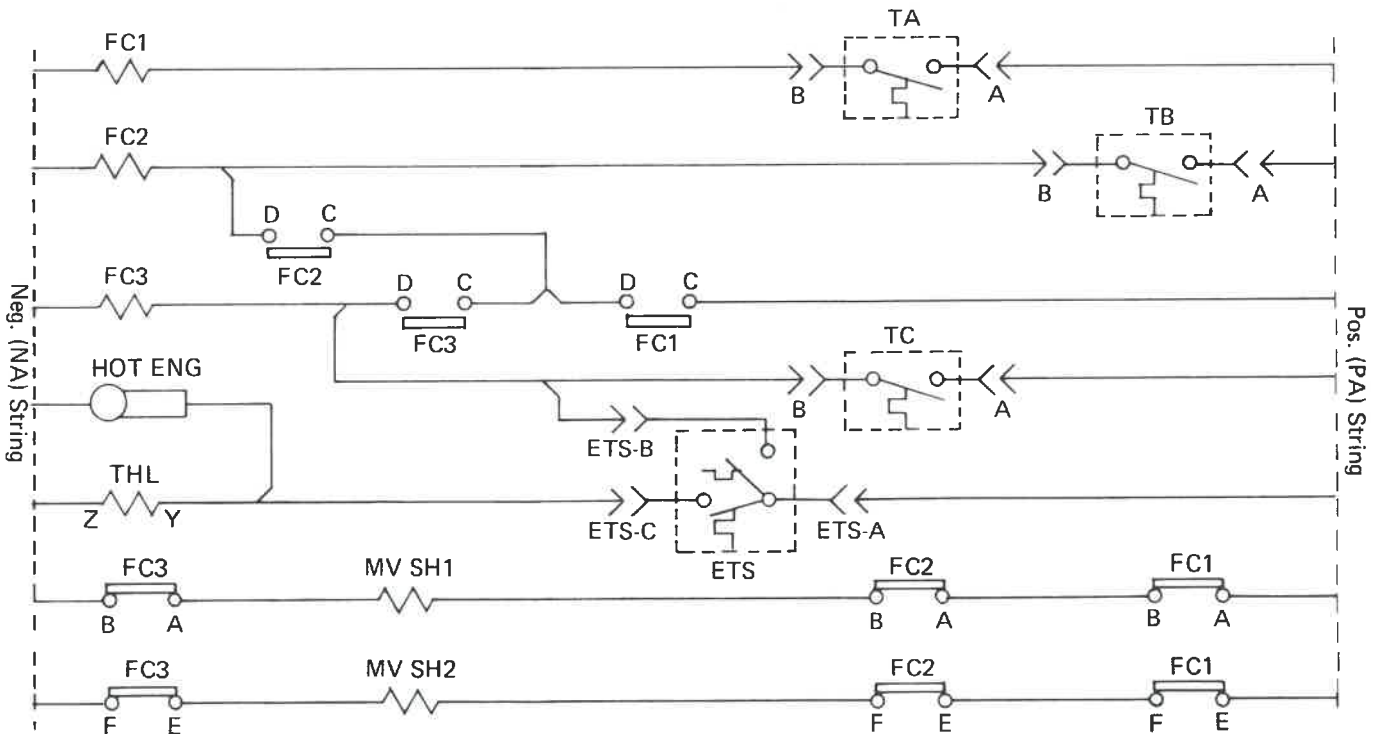 TA
FC1
B
A
TB
FC2
B
A
D
C
FC2
FC3
D
C
D
C
FC3
FC1
TC
B
A
HOT ENG
ETS-B
THL
Z
Y
ETS-C
ETS-A
ETS
FC3
MV SH1
FC2
FC1
B
A
B
A
B
A
FC3
MV SH2
FC2
FC1
F
E
F
E
F
E
Neg. (NA) String
Pos. (PA) String